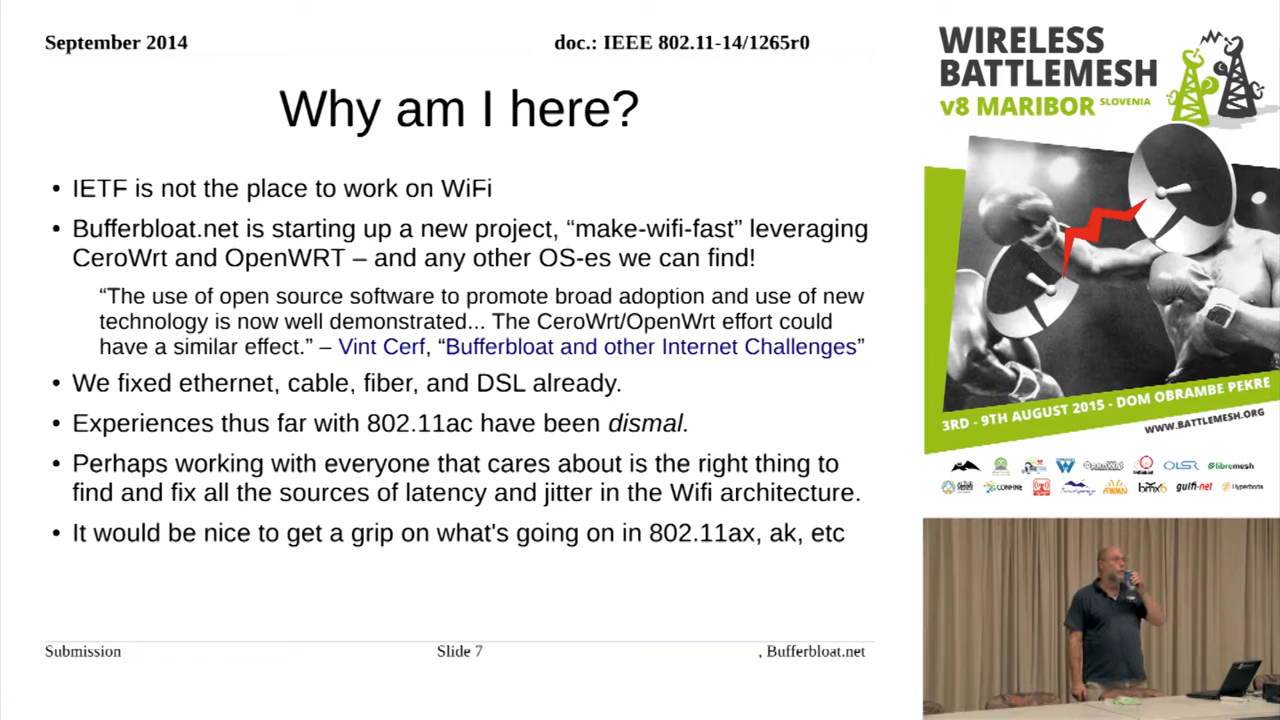 September 2014
doc.: IEEE 802.11-14/1265r0
Why am I here?
• IETF is not the place to work on WiFi
• Bufferbloat.net is starting up a new project, “make-wifi-fast” leveraging
CeroWrt and OpenWRT – and any other OS-es we can find!
“The use of open source software to promote broad adoption and use of new
technology is now well demonstrated... The CeroWrt/OpenWrt effort could
have a similar effect.” – Vint Cerf, “Bufferbloat and other Internet Challenges”
• We fixed ethernet, cable, fiber, and DSL already.
• Experiences thus far with 802.11ac have been dismal.
• Perhaps working with everyone that cares about is the right thing to
find and fix all the sources of latency and jitter in the Wifi architecture.
• It would be nice to get a grip on what's going on in 802.11ax, ak, etc
Submission
Slide 7
, Bufferbloat.net
WIRELESS
BATTLEMESH
v8 MARIBOR SLOVENIA
3RD - 9TH AUGUST 2015 - DOM OBRAMBE PEKRE
WWW.BATTLEMESH.ORG
OpenWrt
OLSR
libremesh
CONFINE
AWMN
bmx6
guifi·net